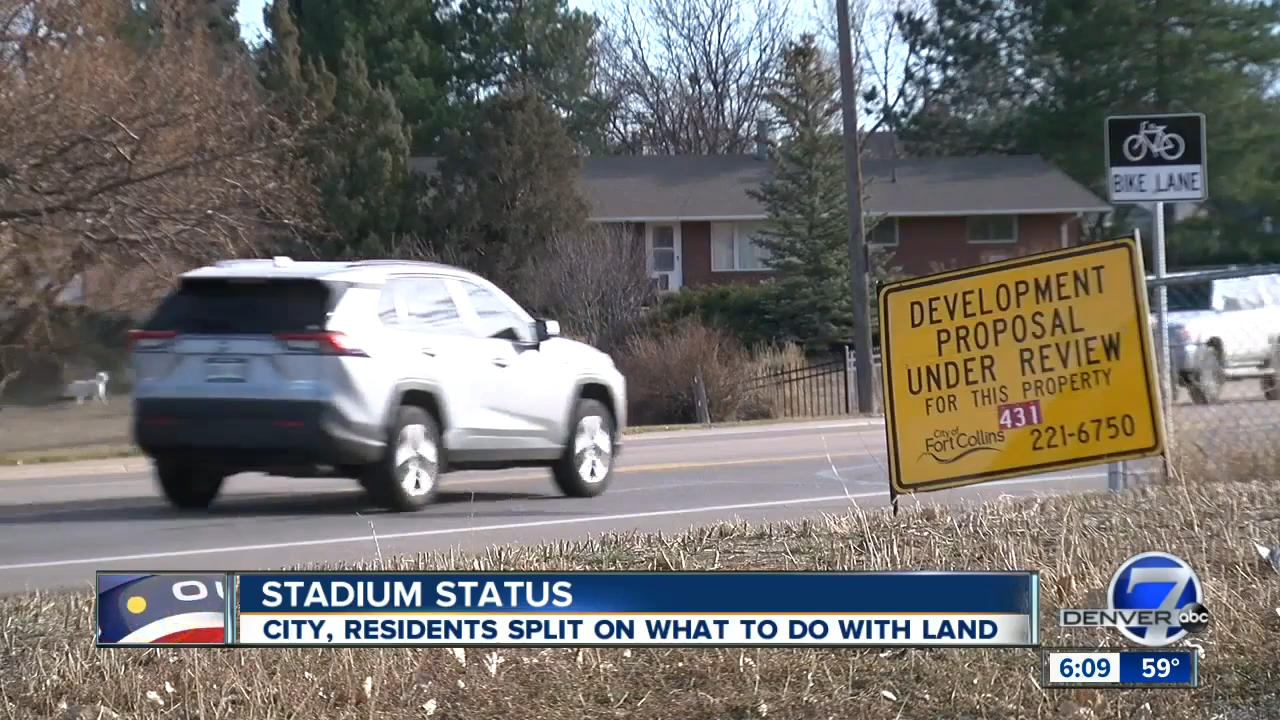 BIKE LANE
DEVELOPMENT
PROPOSAL
UNDER REVIEW
FOR THIS PROPERTY
431
City of
Fort Collins
221-6750
STADIUM STATUS
CITY, RESIDENTS SPLIT ON WHAT TO DO WITH LAND
DENVER 7 abc
6:09 59°